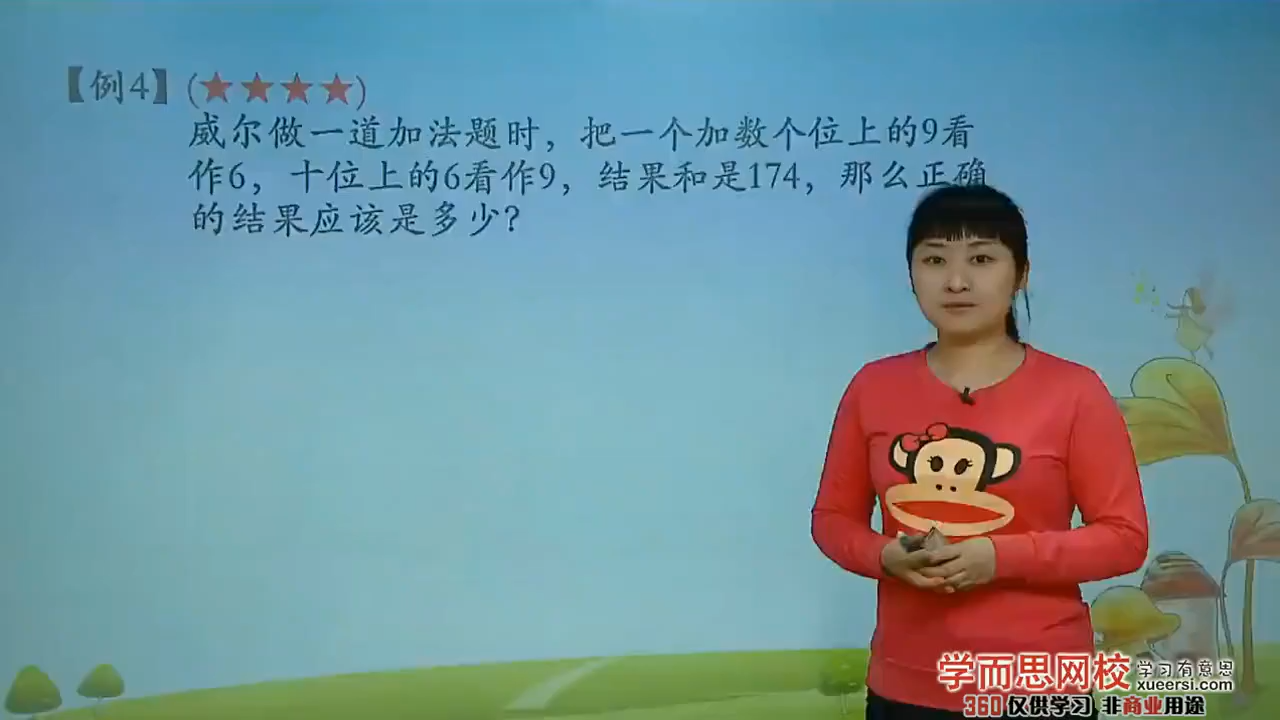 【例4】(★★★★)
威尔做一道加法题时，把一个加数个位上的9看
作6，十位上的6看作9，结果和是174，那么正确
的结果应该是多少？
学而思网校 学习有意思
xueersi.com
360仅供学习 非商业用途